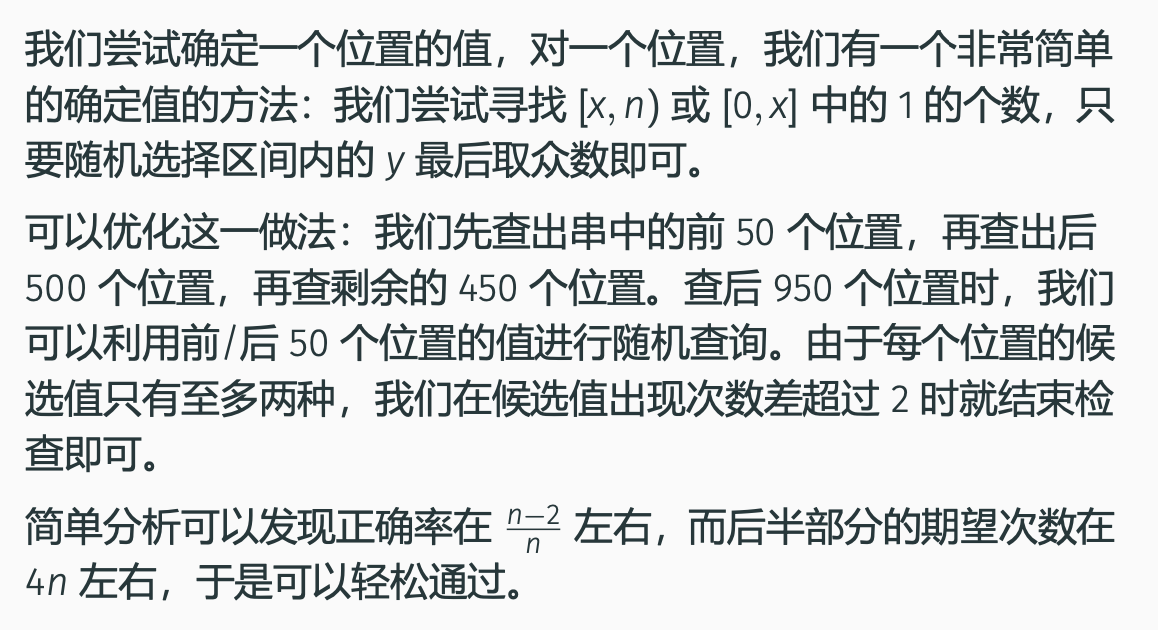 我们尝试确定一个位置的值，对一个位置，我们有一个非常简单
的确定值的方法：我们尝试寻找 [x, n) 或 [0, x] 中的 1 的个数，只
要随机选择区间内的 y 最后取众数即可。
可以优化这一做法：我们先查出串中的前 50 个位置，再查出后
500 个位置，再查剩余的 450 个位置。查后 950 个位置时，我们
可以利用前/后 50 个位置的值进行随机查询。由于每个位置的候
选值只有至多两种，我们在候选值出现次数差超过 2 时就结束检
查即可。
简单分析可以发现正确率在 \frac{n−2}{n} 左右，而后半部分的期望次数在
4n 左右，于是可以轻松通过。